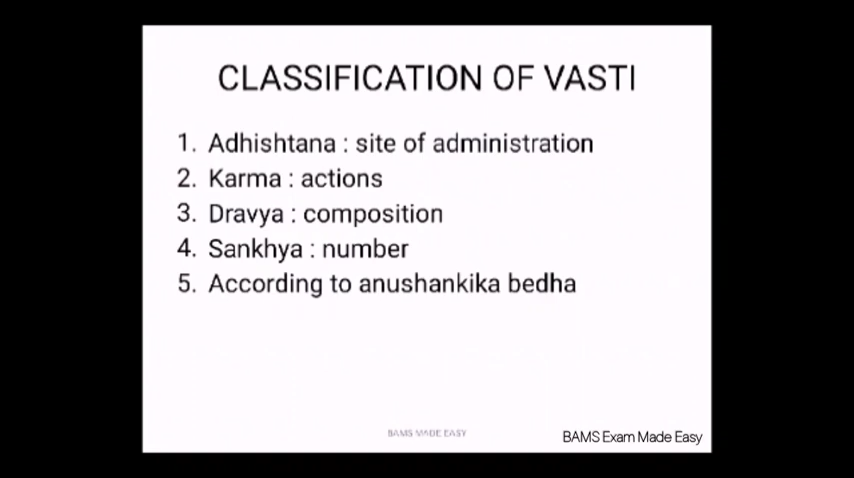 CLASSIFICATION OF VASTI
1. Adhishtana : site of administration
2. Karma : actions
3. Dravya : composition
4. Sankhya : number
5. According to anushankika bedha
BAMS MADE EASY
BAMS Exam Made Easy